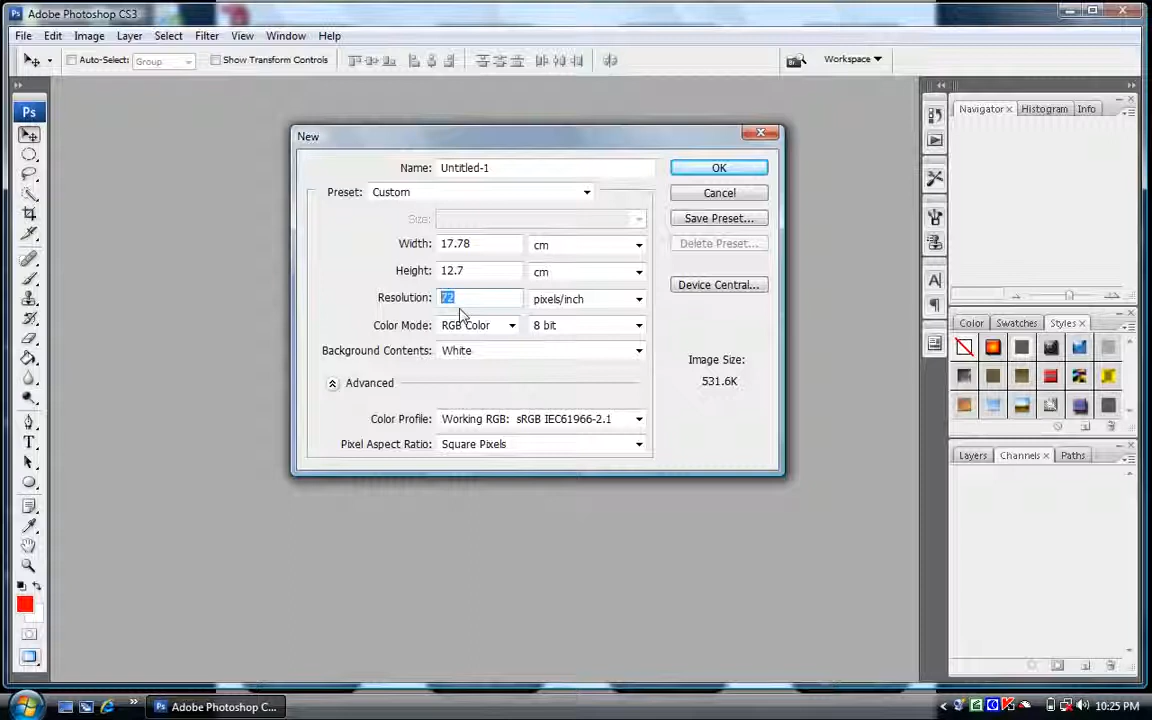 Ps Adobe Photoshop CS3
File Edit Image Layer Select Filter View Window Help
Auto-Select: Group Show Transform Controls Workspace
Ps
New
Name: Untitled-1 OK
Preset: Custom Cancel
Size: Save Preset...
Width: 17.78 cm Delete Preset...
Height: 12.7 cm Device Central...
Resolution: 72 pixels/inch
Color Mode: RGB Color 8 bit
Background Contents: White
Image Size:
531.6K
Advanced
Color Profile: Working RGB: sRGB IEC61966-2.1
Pixel Aspect Ratio: Square Pixels
Navigator x Histogram Info
Color Swatches Styles x
Layers Channels x Paths
T
A
Ps Adobe Photoshop C... 10:25 PM